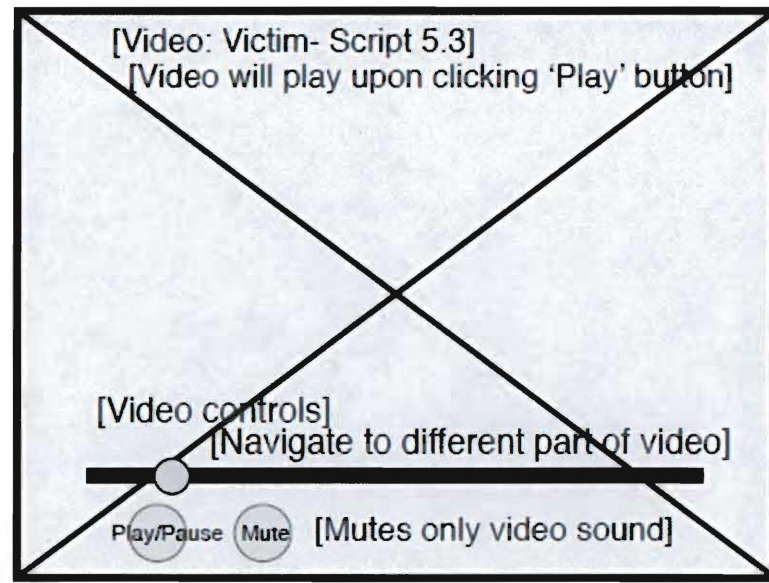 [Video: Victim- Script 5.3]
[Video will play upon clicking 'Play' button]
[Video controls]
[Navigate to different part of video]
Play/Pause Mute [Mutes only video sound]